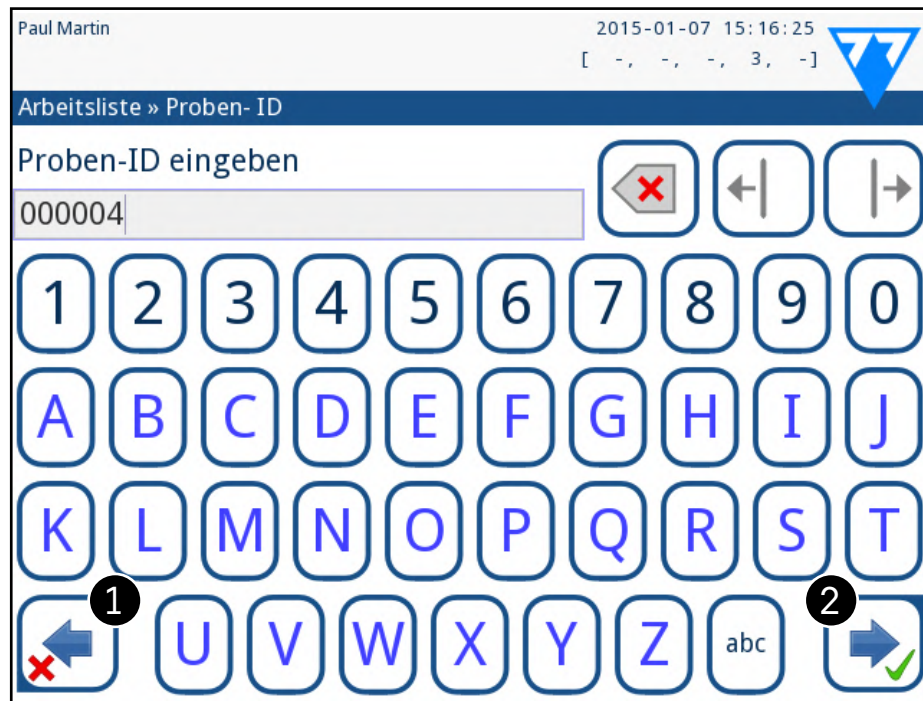 Paul Martin
2015-01-07 15:16:25
[ -, -, -, 3, -]
Arbeitsliste » Proben- ID
Proben-ID eingeben
000004
1 2 3 4 5 6 7 8 9 0
A B C D E F G H I J
K L M N O P Q R S T
1 2
U V W X Y Z abc